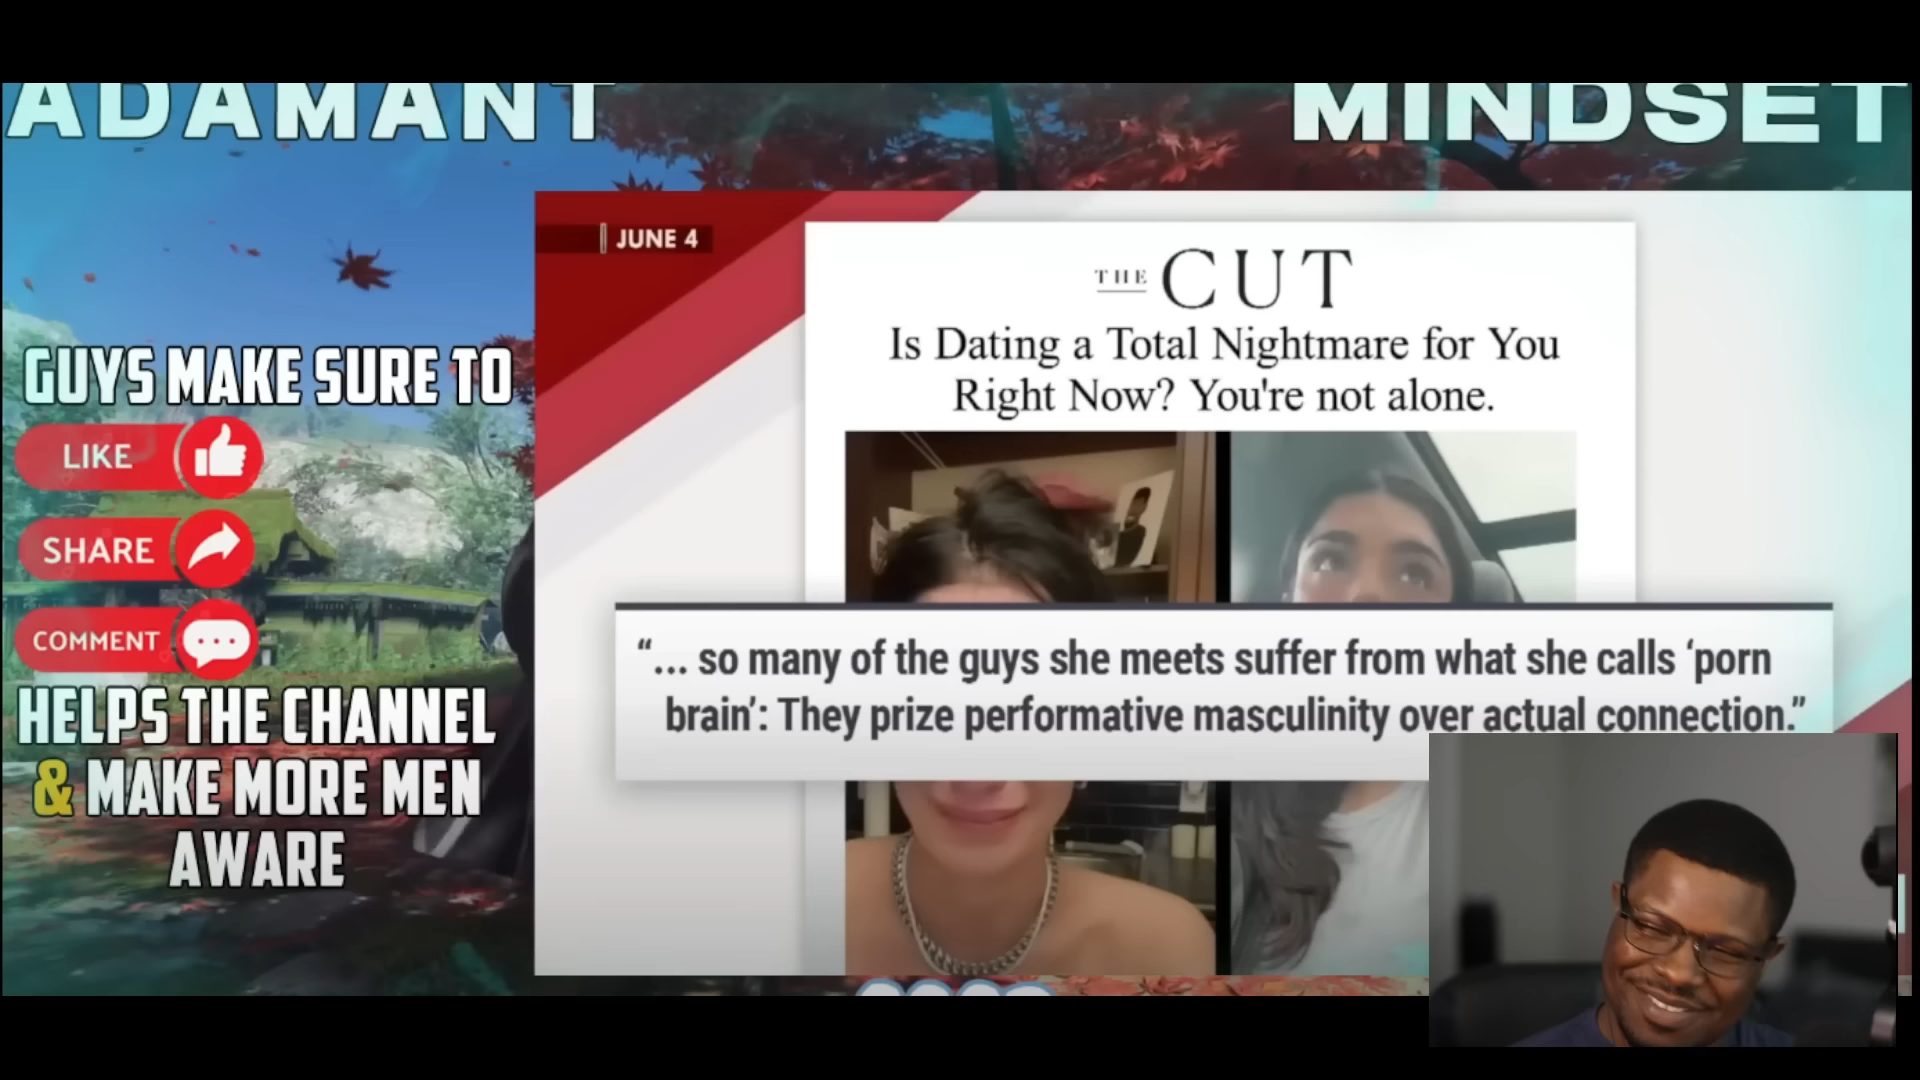 ADAMANT MINDSET
JUNE 4
THE CUT
Is Dating a Total Nightmare for You
Right Now? You're not alone.
GUYS MAKE SURE TO
LIKE
SHARE
COMMENT
HELPS THE CHANNEL
& MAKE MORE MEN
AWARE
“... so many of the guys she meets suffer from what she calls ‘porn
brain’: They prize performative masculinity over actual connection.”